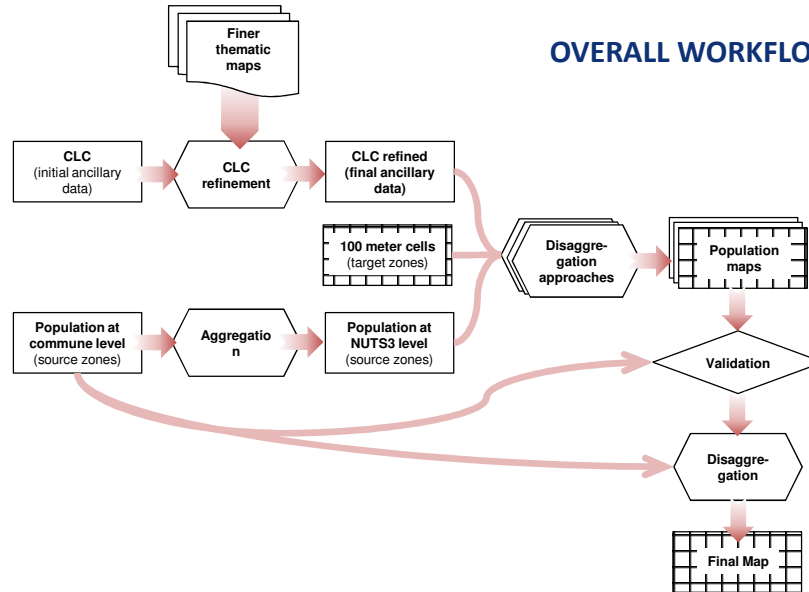 Finer
thematic
maps
OVERALL WORKFLO
CLC
(initial ancillary
data)
CLC
refinement
CLC refined
(final ancillary
data)
100 meter cells
(target zones)
Disaggre-
gation
approaches
Population
maps
Population at
commune level
(source zones)
Aggregatio
n
Population at
NUTS3 level
(source zones)
Validation
Disaggre-
gation
Final Map